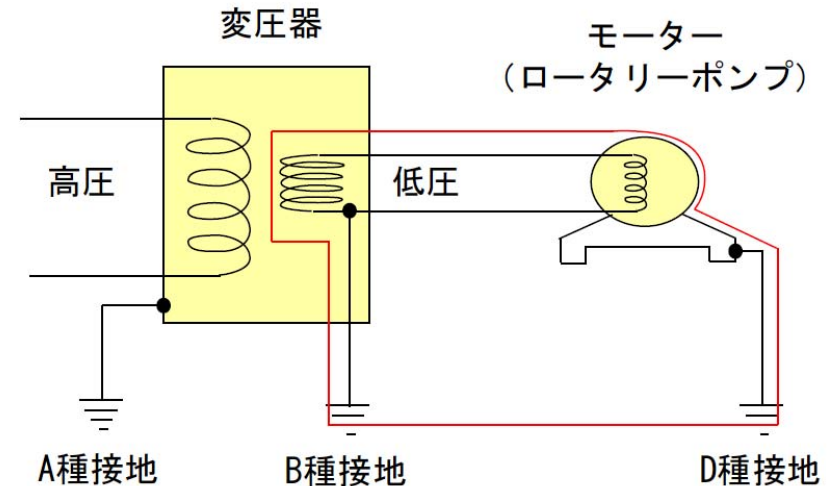 変圧器
モーター
（ロータリーポンプ）
高圧
低圧
A種接地
B種接地
D種接地